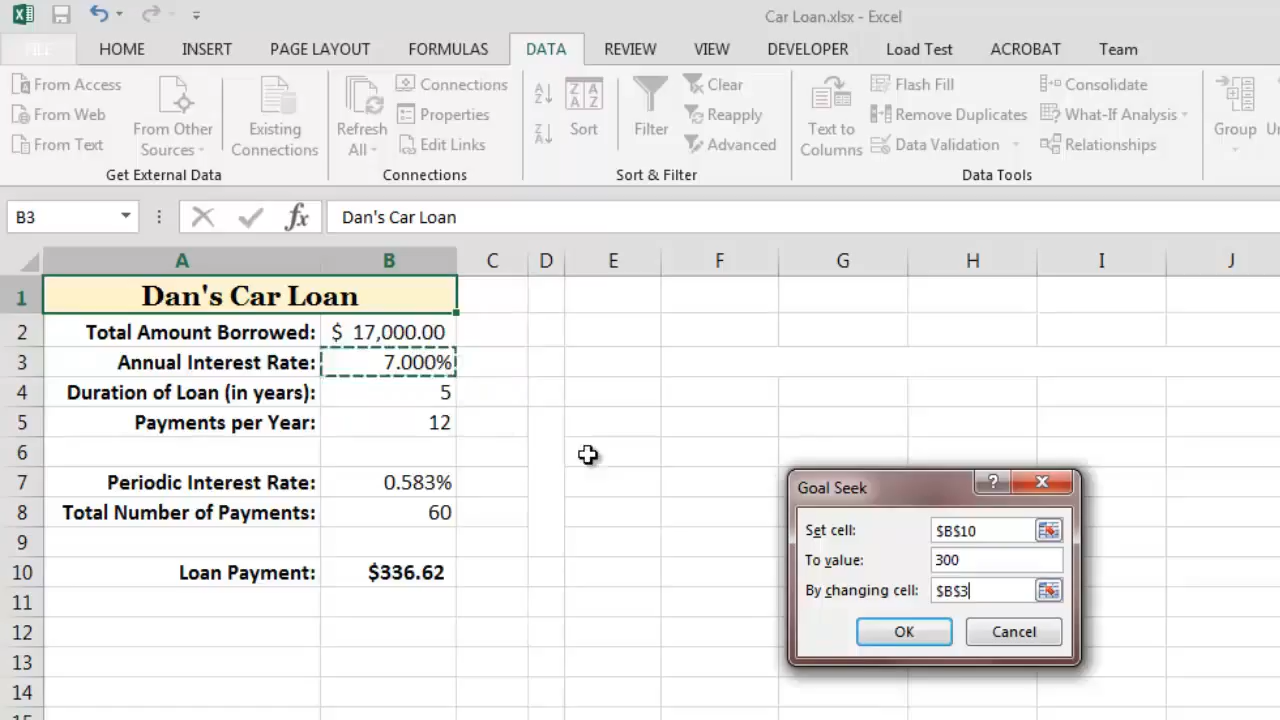 Car Loan.xlsx - Excel
FILE HOME INSERT PAGE LAYOUT FORMULAS DATA REVIEW VIEW DEVELOPER Load Test ACROBAT Team
From Access
From Web
From Text
From Other
Sources
Existing
Connections
Get External Data
Refresh
All
Connections
Properties
Edit Links
Connections
A
Z
Z
A
Z A
A Z
Sort
Filter
Clear
Reapply
Advanced
Sort & Filter
Text to
Columns
Flash Fill
Remove Duplicates
Data Validation
Consolidate
What-If Analysis
Relationships
Data Tools
Group
B3 fx Dan's Car Loan
A B C D E F G H I J
1 Dan's Car Loan
2 Total Amount Borrowed: $ 17,000.00
3 Annual Interest Rate: 7.000%
4 Duration of Loan (in years): 5
5 Payments per Year: 12
6
7 Periodic Interest Rate: 0.583%
8 Total Number of Payments: 60
9
10 Loan Payment: $336.62
11
12
13
14
Goal Seek ?
Set cell: $B$10
To value: 300
By changing cell: $B$3
OK Cancel